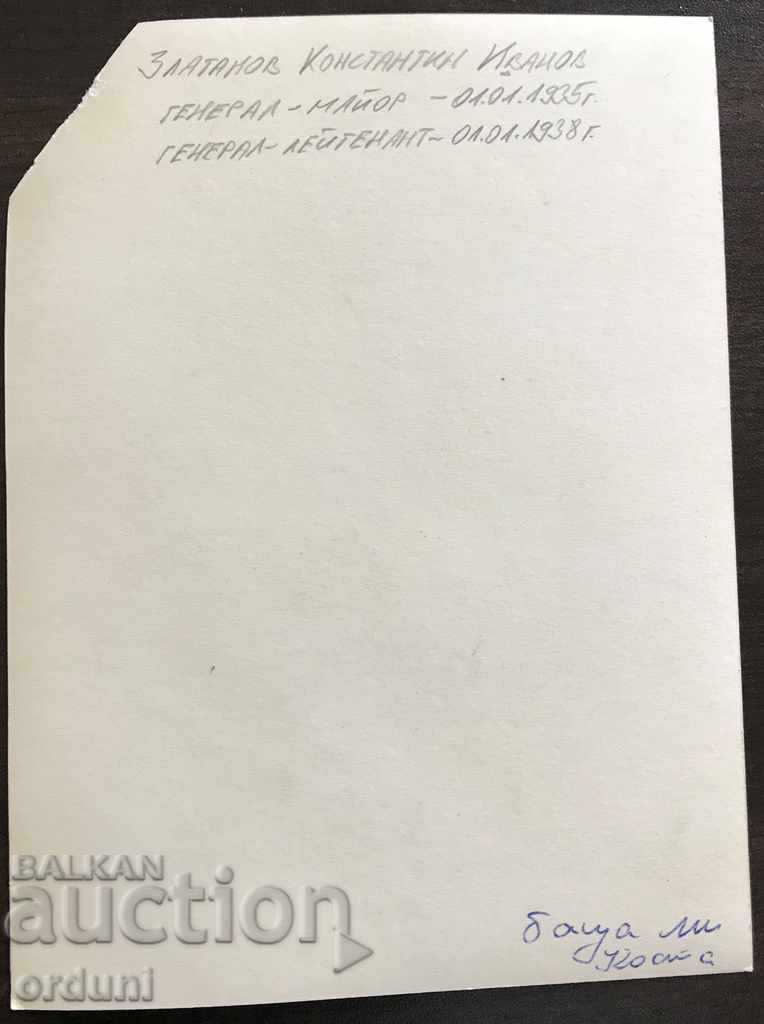 Златанов Константин Иванов
генерал-майор - 01.01.1935г.
генерал-лейтенант - 01.01.1938г.
баща ми
Коста
BALKAN
auction
orduni